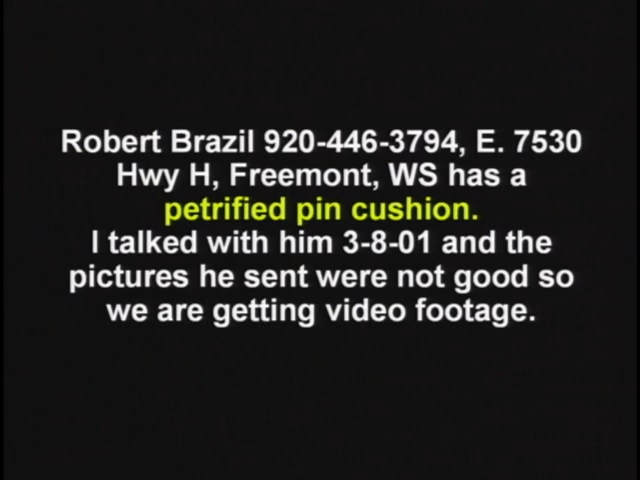 Robert Brazil 920-446-3794, E. 7530
Hwy H, Freemont, WS has a
petrified pin cushion.
I talked with him 3-8-01 and the
pictures he sent were not good so
we are getting video footage.